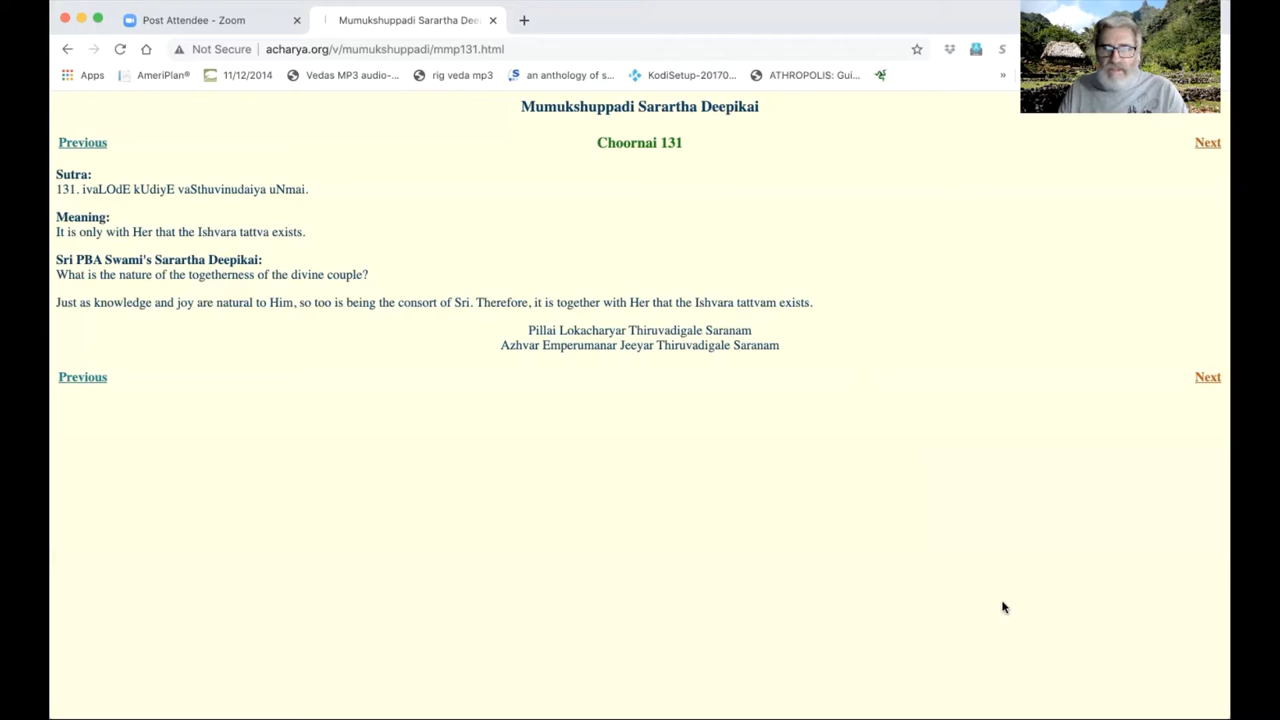 Post Attendee - Zoom
Mumukshuppadi Sarartha Dee
Not Secure | acharya.org/v/mumukshuppadi/mmp131.html
Apps AmeriPlan® 11/12/2014 Vedas MP3 audio-... rig veda mp3 an anthology of s... KodiSetup-20170... ATHROPOLIS: Gui... »
Mumukshuppadi Sarartha Deepikai
Previous Choornai 131 Next
Sutra:
131. ivaLOdE kUdiyE vaSthuvinudaiya uNmai.
Meaning:
It is only with Her that the Ishvara tattva exists.
Sri PBA Swami's Sarartha Deepikai:
What is the nature of the togetherness of the divine couple?
Just as knowledge and joy are natural to Him, so too is being the consort of Sri. Therefore, it is together with Her that the Ishvara tattvam exists.
Pillai Lokacharyar Thiruvadigale Saranam
Azhvar Emperumanar Jeeyar Thiruvadigale Saranam
Previous Next